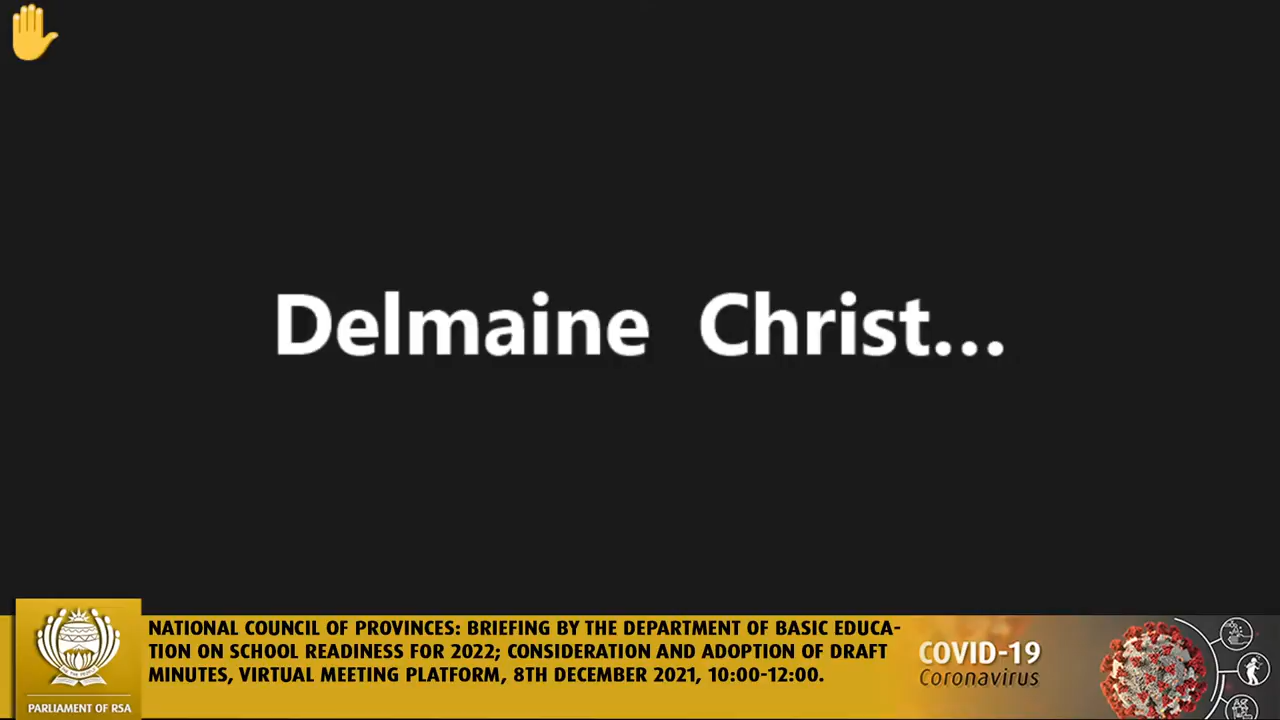 Delmaine Christ...
NATIONAL COUNCIL OF PROVINCES: BRIEFING BY THE DEPARTMENT OF BASIC EDUCA-
TION ON SCHOOL READINESS FOR 2022; CONSIDERATION AND ADOPTION OF DRAFT
MINUTES, VIRTUAL MEETING PLATFORM, 8TH DECEMBER 2021, 10:00-12:00.
PARLIAMENT OF RSA
COVID-19
Coronavirus